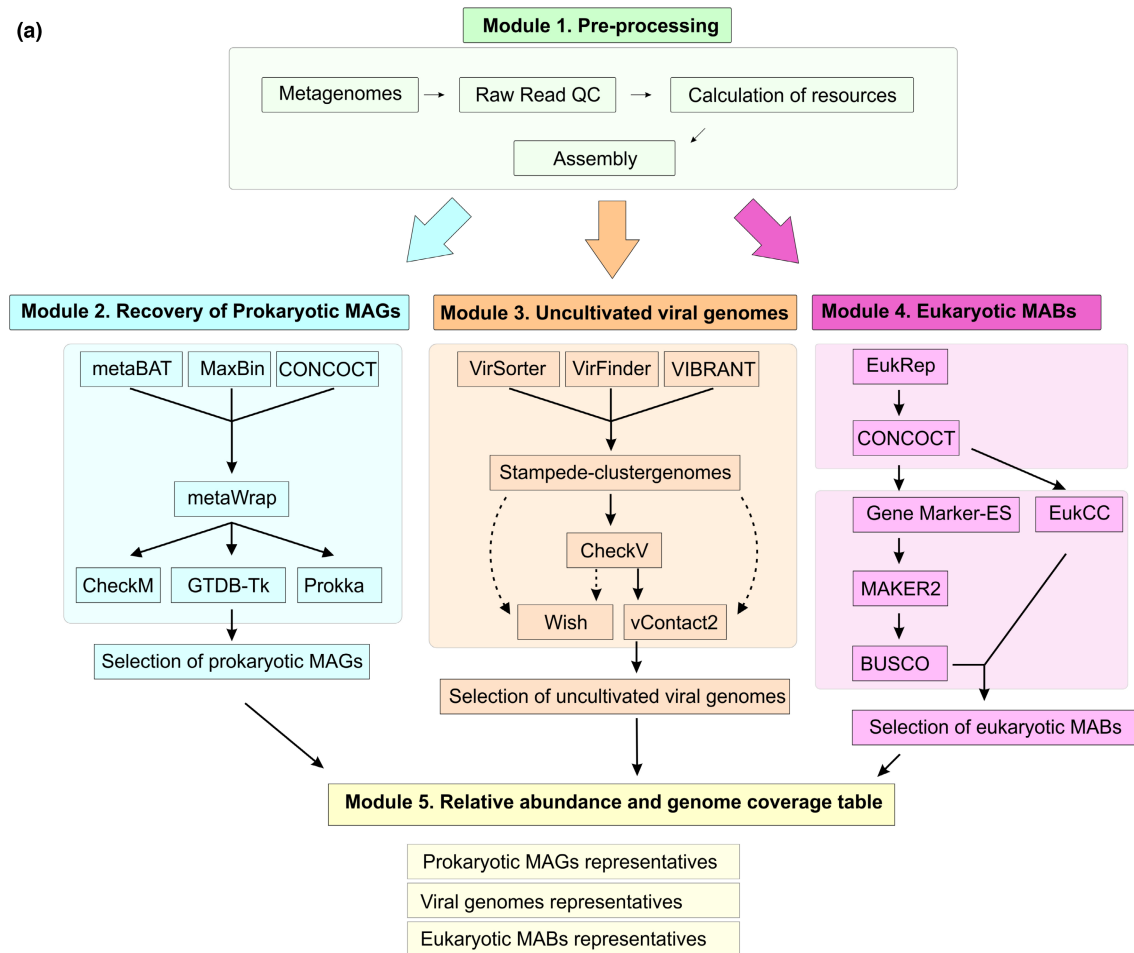 (a)
Module 1. Pre-processing
Metagenomes
Raw Read QC
Calculation of resources
Assembly
Module 2. Recovery of Prokaryotic MAGs
metaBAT
MaxBin
CONCOCT
metaWrap
CheckM
GTDB-Tk
Prokka
Selection of prokaryotic MAGs
Module 3. Uncultivated viral genomes
VirSorter
VirFinder
VIBRANT
Stampede-clustergenomes
CheckV
Wish
vContact2
Selection of uncultivated viral genomes
Module 4. Eukaryotic MABs
EukRep
CONCOCT
Gene Marker-ES
EukCC
MAKER2
BUSCO
Selection of eukaryotic MABs
Module 5. Relative abundance and genome coverage table
Prokaryotic MAGs representatives
Viral genomes representatives
Eukaryotic MABs representatives